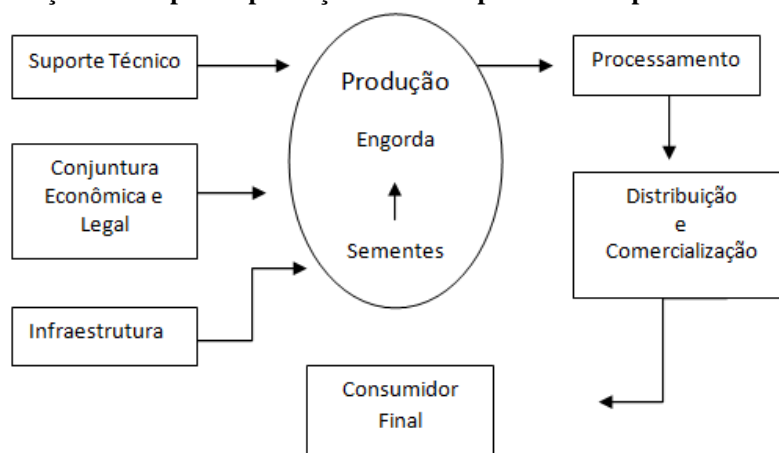 Suporte Técnico
Conjuntura
Econômica e
Legal
Infraestrutura
Produção
Engorda
Sementes
Processamento
Distribuição
e
Comercialização
Consumidor
Final